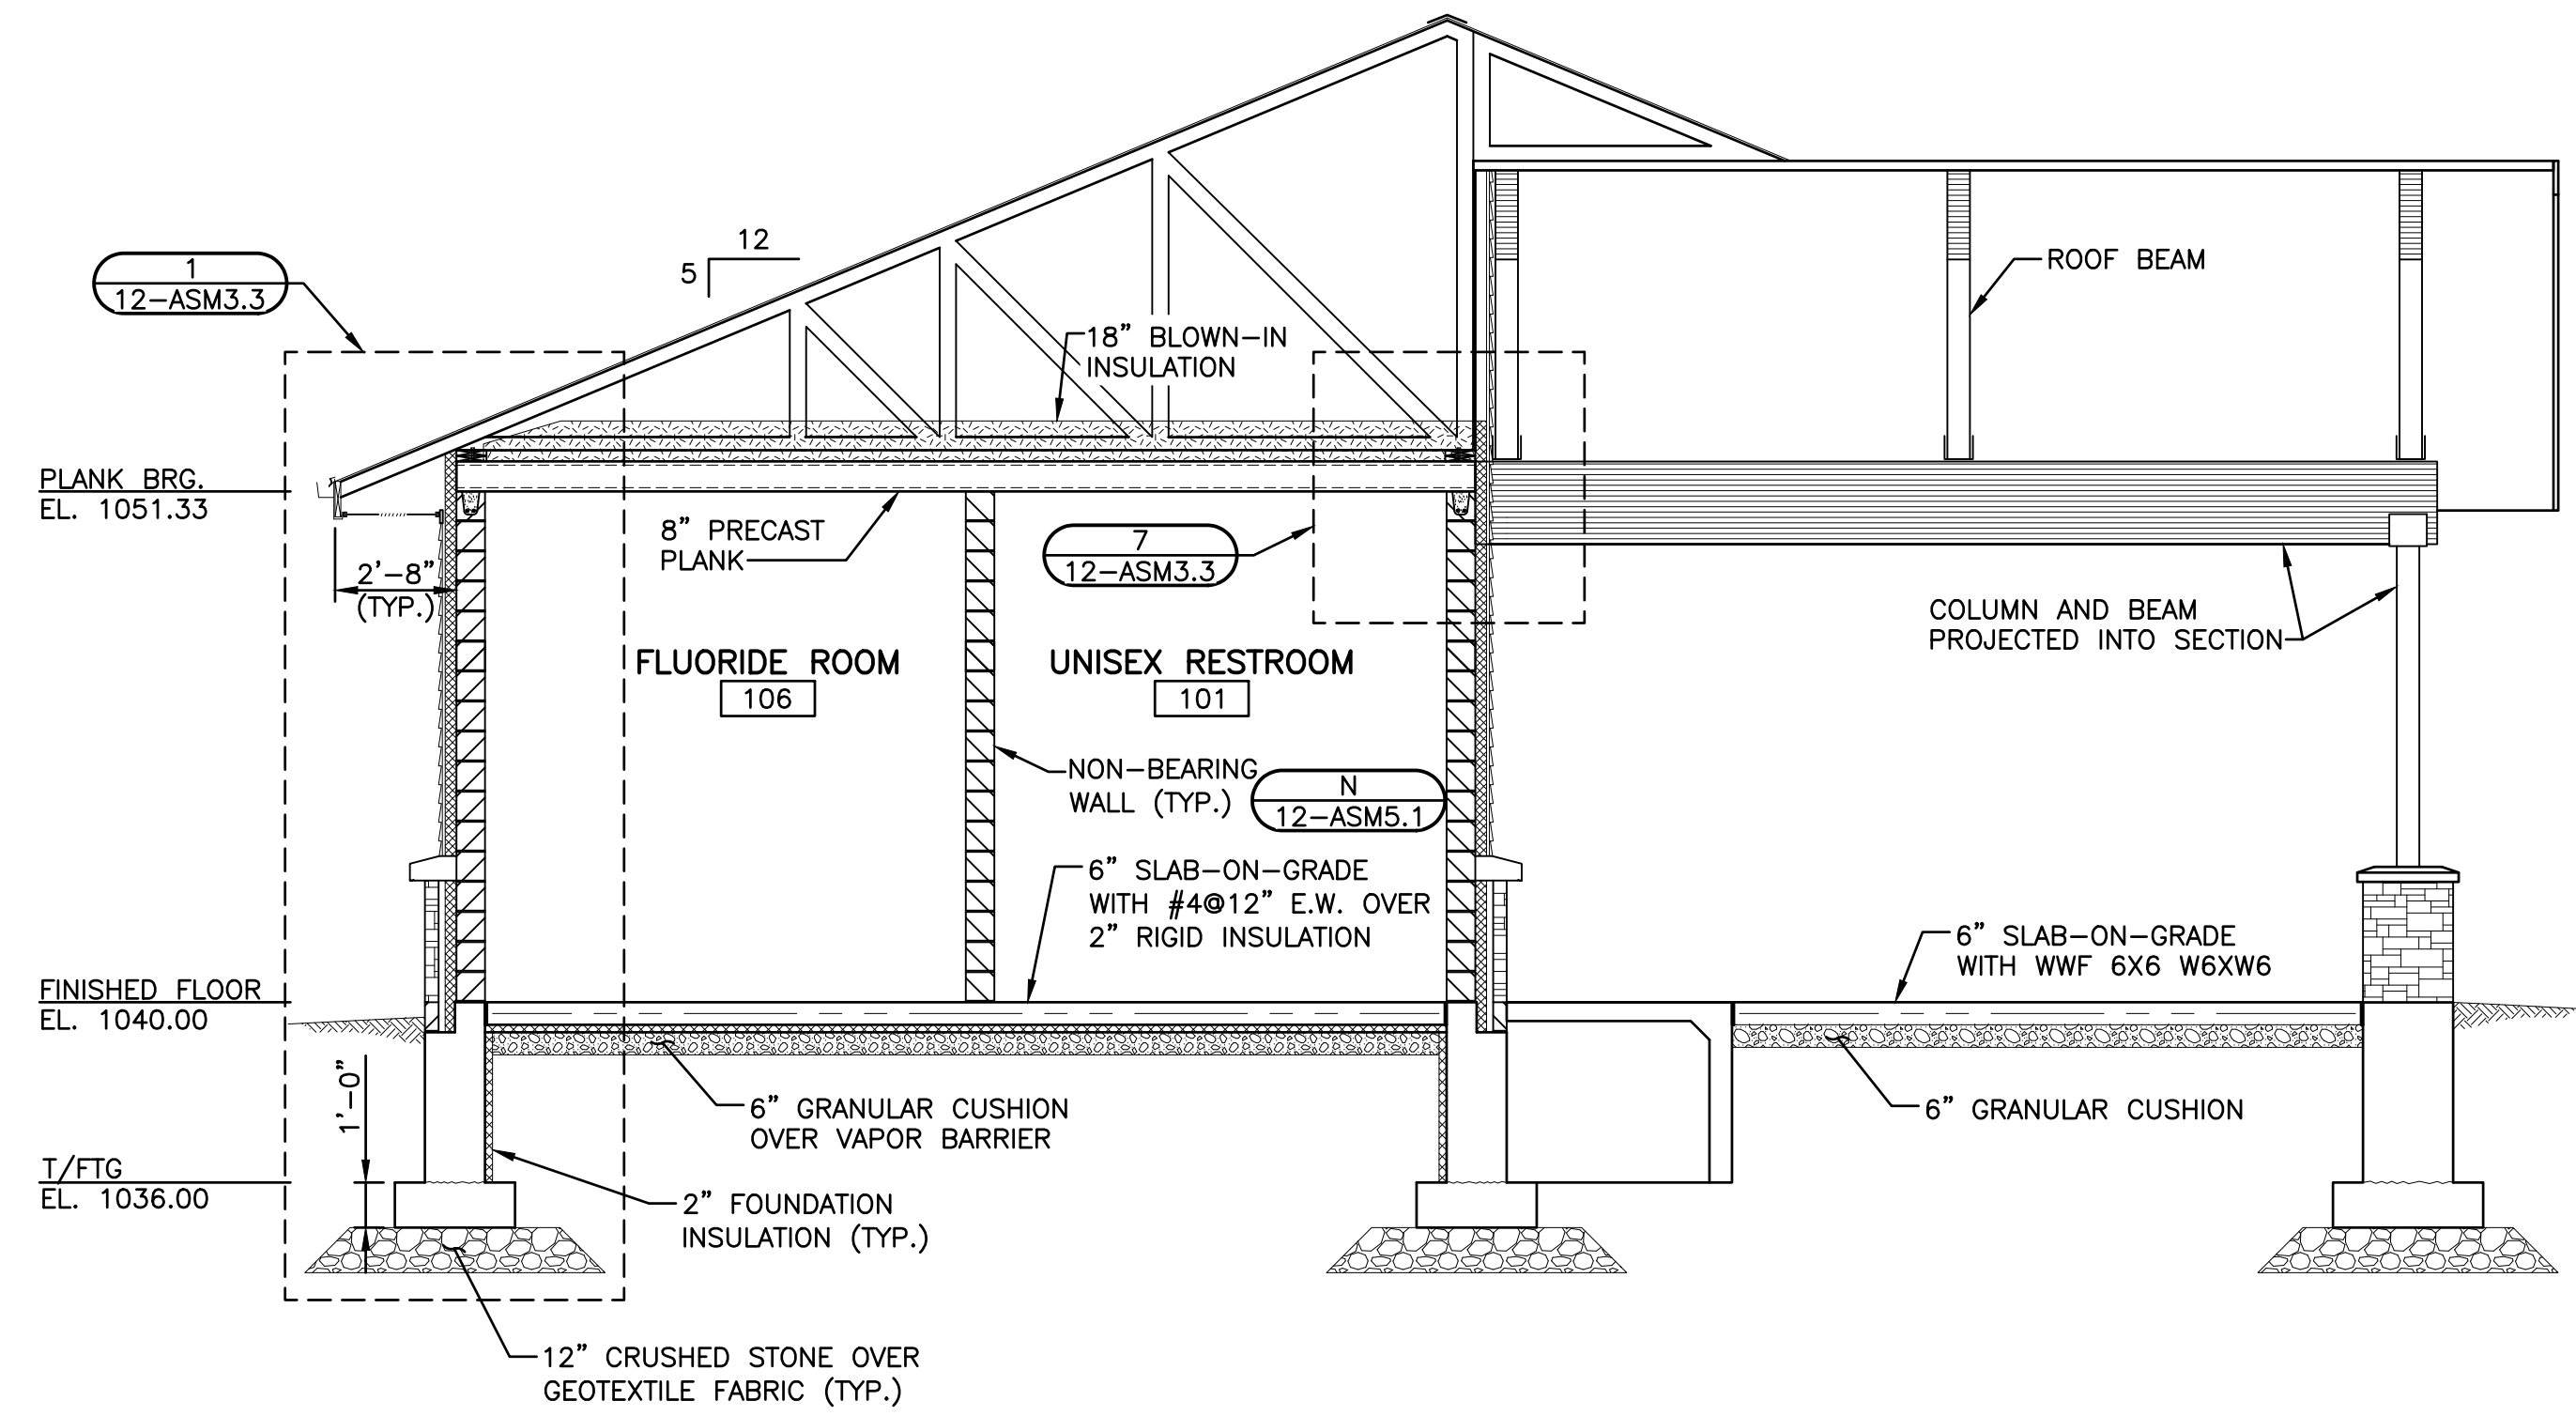 12
5
1
12-ASM3.3
ROOF BEAM
18" BLOWN-IN
INSULATION
PLANK BRG.
EL. 1051.33
8" PRECAST
PLANK
7
12-ASM3.3
2'-8"
(TYP.)
COLUMN AND BEAM
PROJECTED INTO SECTION
FLUORIDE ROOM
106
UNISEX RESTROOM
101
NON-BEARING
WALL (TYP.)
N
12-ASM5.1
6" SLAB-ON-GRADE
WITH #4@12" E.W. OVER
2" RIGID INSULATION
6" SLAB-ON-GRADE
WITH WWF 6X6 W6XW6
FINISHED FLOOR
EL. 1040.00
1'-0"
6" GRANULAR CUSHION
OVER VAPOR BARRIER
6" GRANULAR CUSHION
T/FTG
EL. 1036.00
2" FOUNDATION
INSULATION (TYP.)
12" CRUSHED STONE OVER
GEOTEXTILE FABRIC (TYP.)